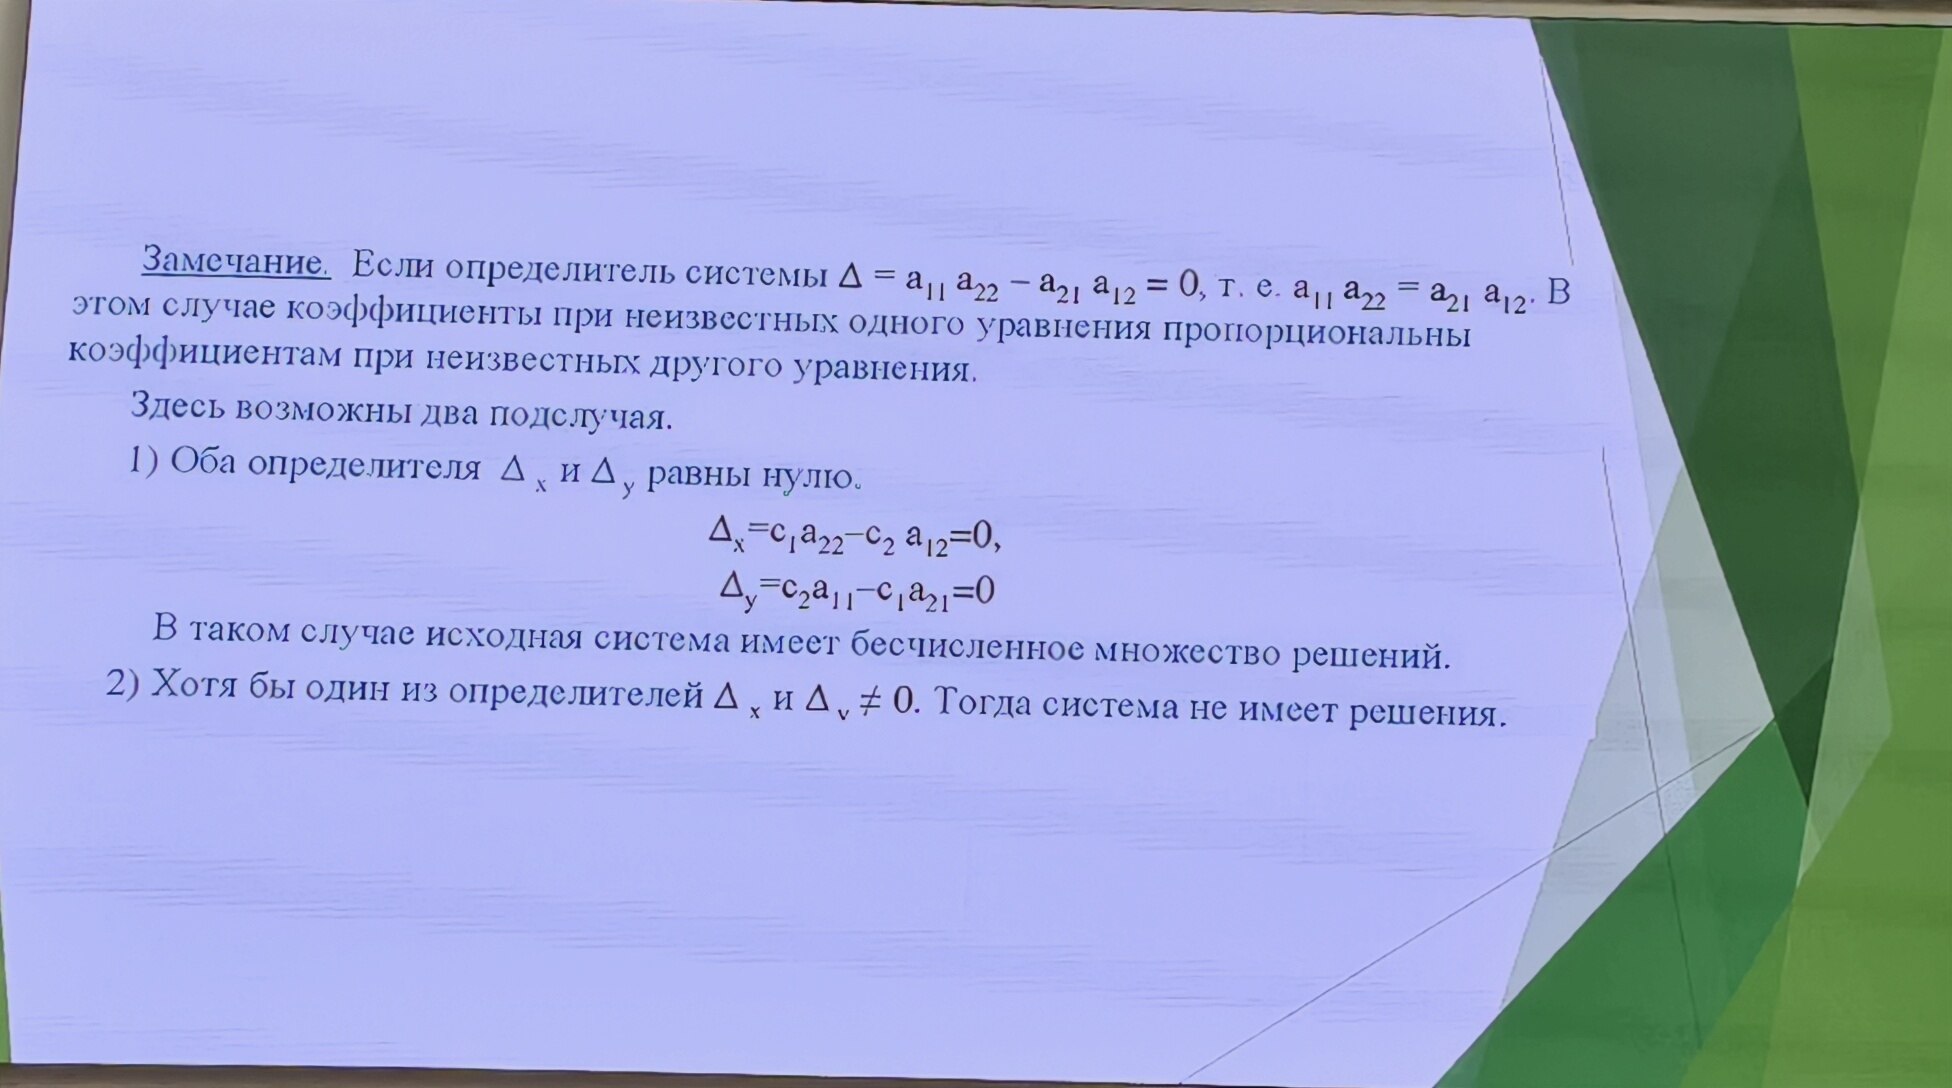 Замечание. Если определитель системы Δ = a₁₁ a₂₂ − a₂₁ a₁₂ = 0, т. е. a₁₁ a₂₂ = a₂₁ a₁₂. В
этом случае коэффициенты при неизвестных одного уравнения пропорциональны
коэффициентам при неизвестных другого уравнения.
Здесь возможны два подслучая.
1) Оба определителя Δ ₓ и Δ ᵧ равны нулю.
Δₓ=c₁a₂₂−c₂ a₁₂=0,
Δᵧ=c₂a₁₁−c₁a₂₁=0
В таком случае исходная система имеет бесчисленное множество решений.
2) Хотя бы один из определителей Δ ₓ и Δ ᵧ ≠ 0. Тогда система не имеет решения.